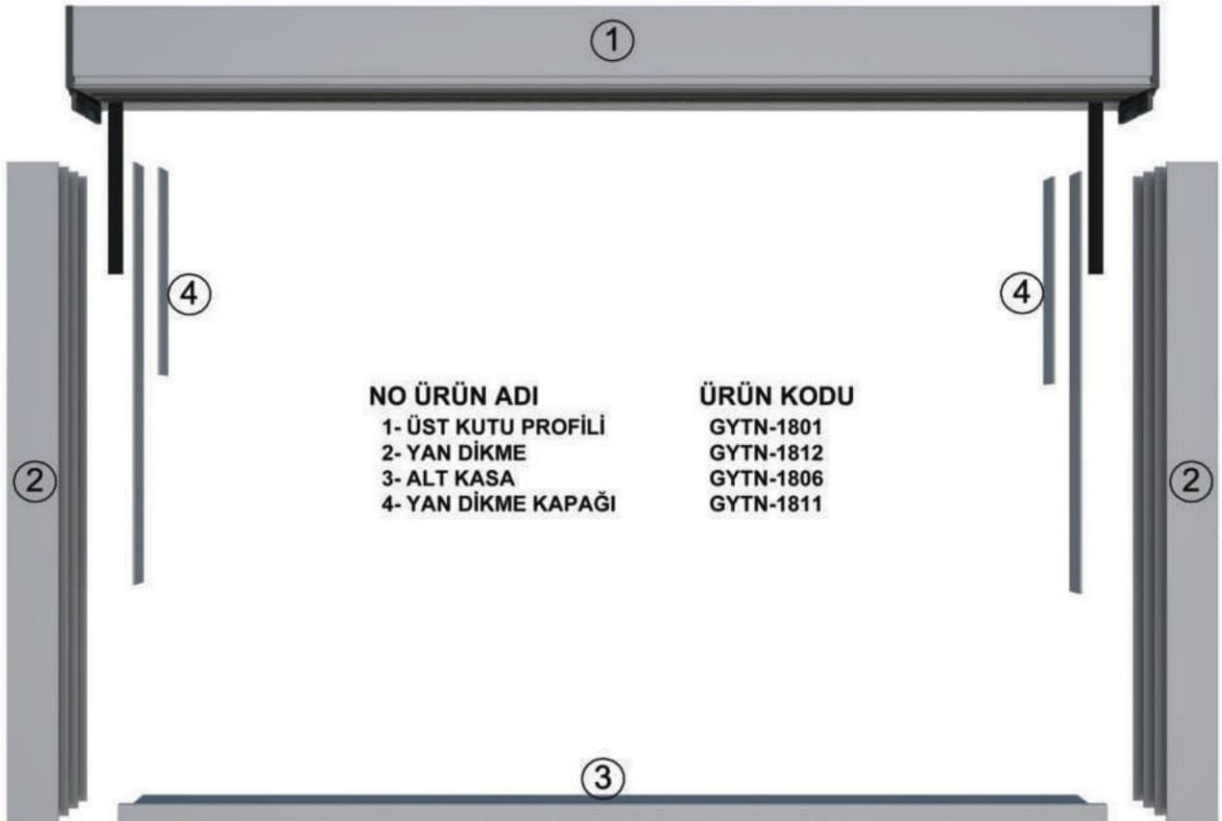 1
4
4
NO ÜRÜN ADI ÜRÜN KODU
1- ÜST KUTU PROFİLİ GYTN-1801
2- YAN DİKME GYTN-1812
3- ALT KASA GYTN-1806
4- YAN DİKME KAPAĞI GYTN-1811
2
2
3